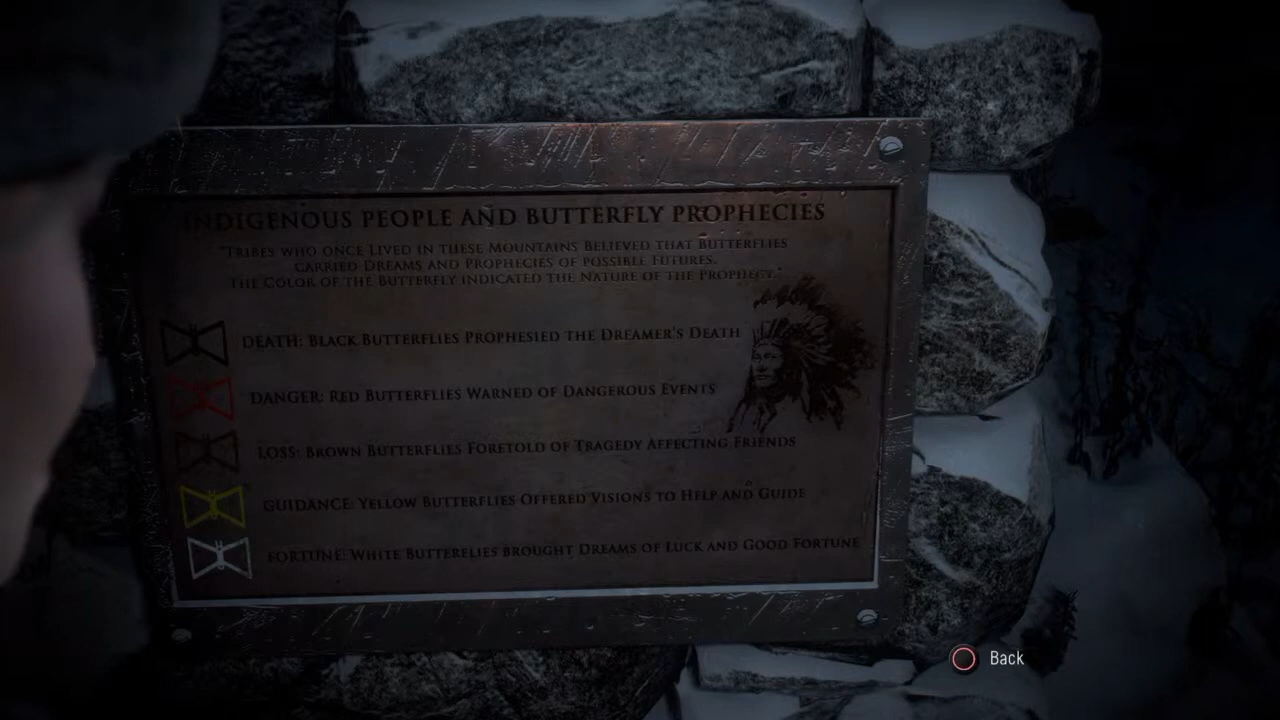 INDIGENOUS PEOPLE AND BUTTERFLY PROPHECIES
"TRIBES WHO ONCE LIVED IN THESE MOUNTAINS BELIEVED THAT BUTTERFLIES
CARRIED DREAMS AND PROPHECIES OF POSSIBLE FUTURES.
THE COLOR OF THE BUTTERFLY INDICATED THE NATURE OF THE PROPHECY."
DEATH: BLACK BUTTERFLIES PROPHESIED THE DREAMER'S DEATH
DANGER: RED BUTTERFLIES WARNED OF DANGEROUS EVENTS
LOSS: BROWN BUTTERFLIES FORETOLD OF TRAGEDY AFFECTING FRIENDS
GUIDANCE: YELLOW BUTTERFLIES OFFERED VISIONS TO HELP AND GUIDE
FORTUNE: WHITE BUTTERFLIES BROUGHT DREAMS OF LUCK AND GOOD FORTUNE
Back